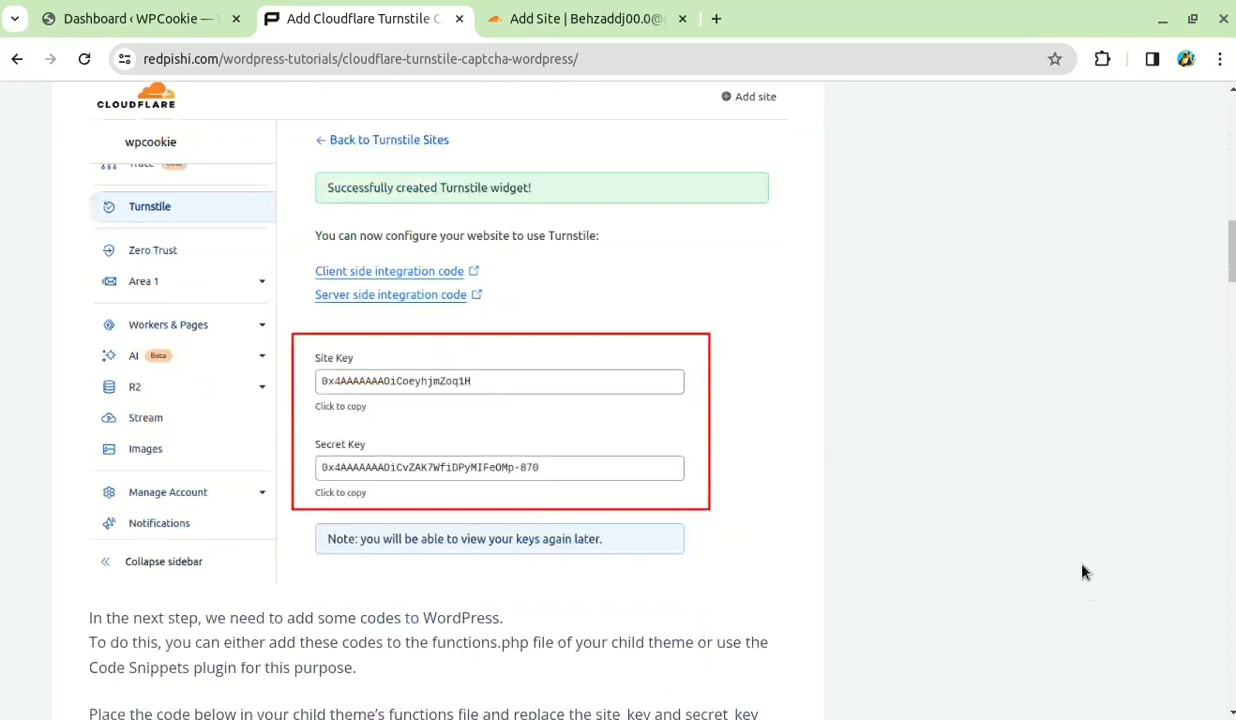 Dashboard ‹ WPCookie —
Add Cloudflare Turnstile C
Add Site | Behzaddj00.0@
redpishi.com/wordpress-tutorials/cloudflare-turnstile-captcha-wordpress/
CLOUDFLARE
Add site
wpcookie
← Back to Turnstile Sites
Trace Beta
Successfully created Turnstile widget!
Turnstile
You can now configure your website to use Turnstile:
Zero Trust
Client side integration code
Area 1
Server side integration code
Workers & Pages
AI Beta
Site Key
0x4AAAAAAAOiCoeyhjmZoq1H
R2
Click to copy
Stream
Secret Key
Images
0x4AAAAAAAOiCvZAK7WfiDPyMIFeOMp-870
Manage Account
Click to copy
Notifications
Note: you will be able to view your keys again later.
Collapse sidebar
In the next step, we need to add some codes to WordPress.
To do this, you can either add these codes to the functions.php file of your child theme or use the
Code Snippets plugin for this purpose.
Place the code below in your child theme's functions file and replace the site_key and secret_key